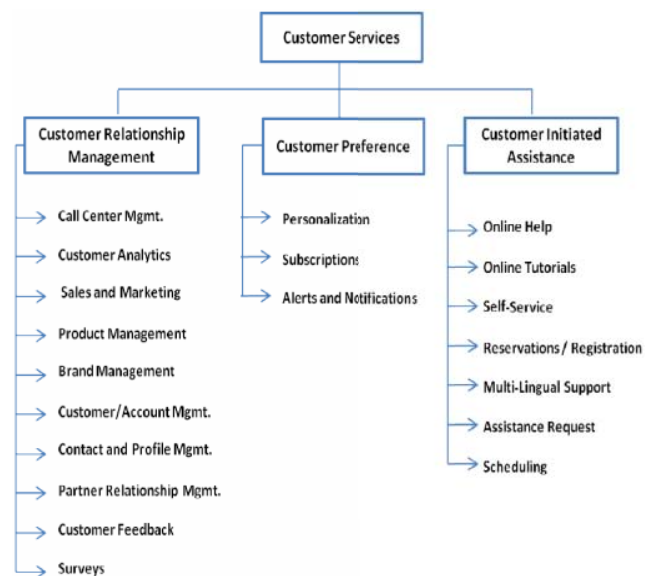 Customer Services
Customer Relationship
Management
Call Center Mgmt.
Customer Analytics
Sales and Marketing
Product Management
Brand Management
Customer/Account Mgmt.
Contact and Profile Mgmt.
Partner Relationship Mgmt.
Customer Feedback
Surveys
Customer Preference
Personalization
Subscriptions
Alerts and Notifications
Customer Initiated
Assistance
Online Help
Online Tutorials
Self-Service
Reservations / Registration
Multi-Lingual Support
Assistance Request
Scheduling